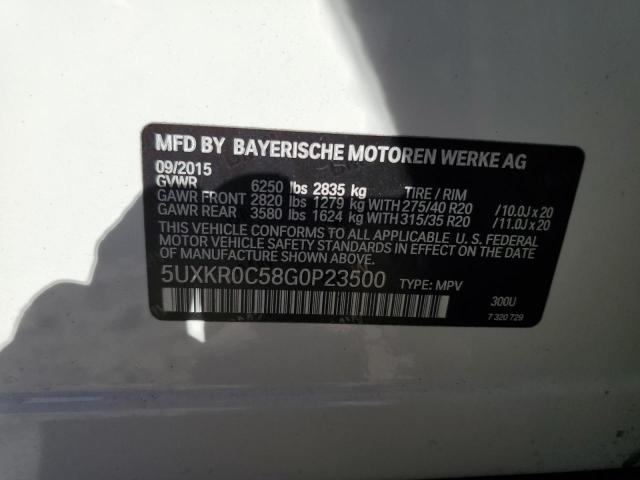 MFD BY BAYERISCHE MOTOREN WERKE AG
09/2015
GVWR 6250 lbs 2835 kg TIRE / RIM
GAWR FRONT 2820 lbs 1279 kg WITH 275/40 R20 /10.0J x 20
GAWR REAR 3580 lbs 1624 kg WITH 315/35 R20 /11.0J x 20
THIS VEHICLE CONFORMS TO ALL APPLICABLE U. S. FEDERAL
MOTOR VEHICLE SAFETY STANDARDS IN EFFECT ON THE DATE OF
MANUFACTURE SHOWN ABOVE.
5UXKR0C58G0P23500 TYPE: MPV
300U
7 320 729